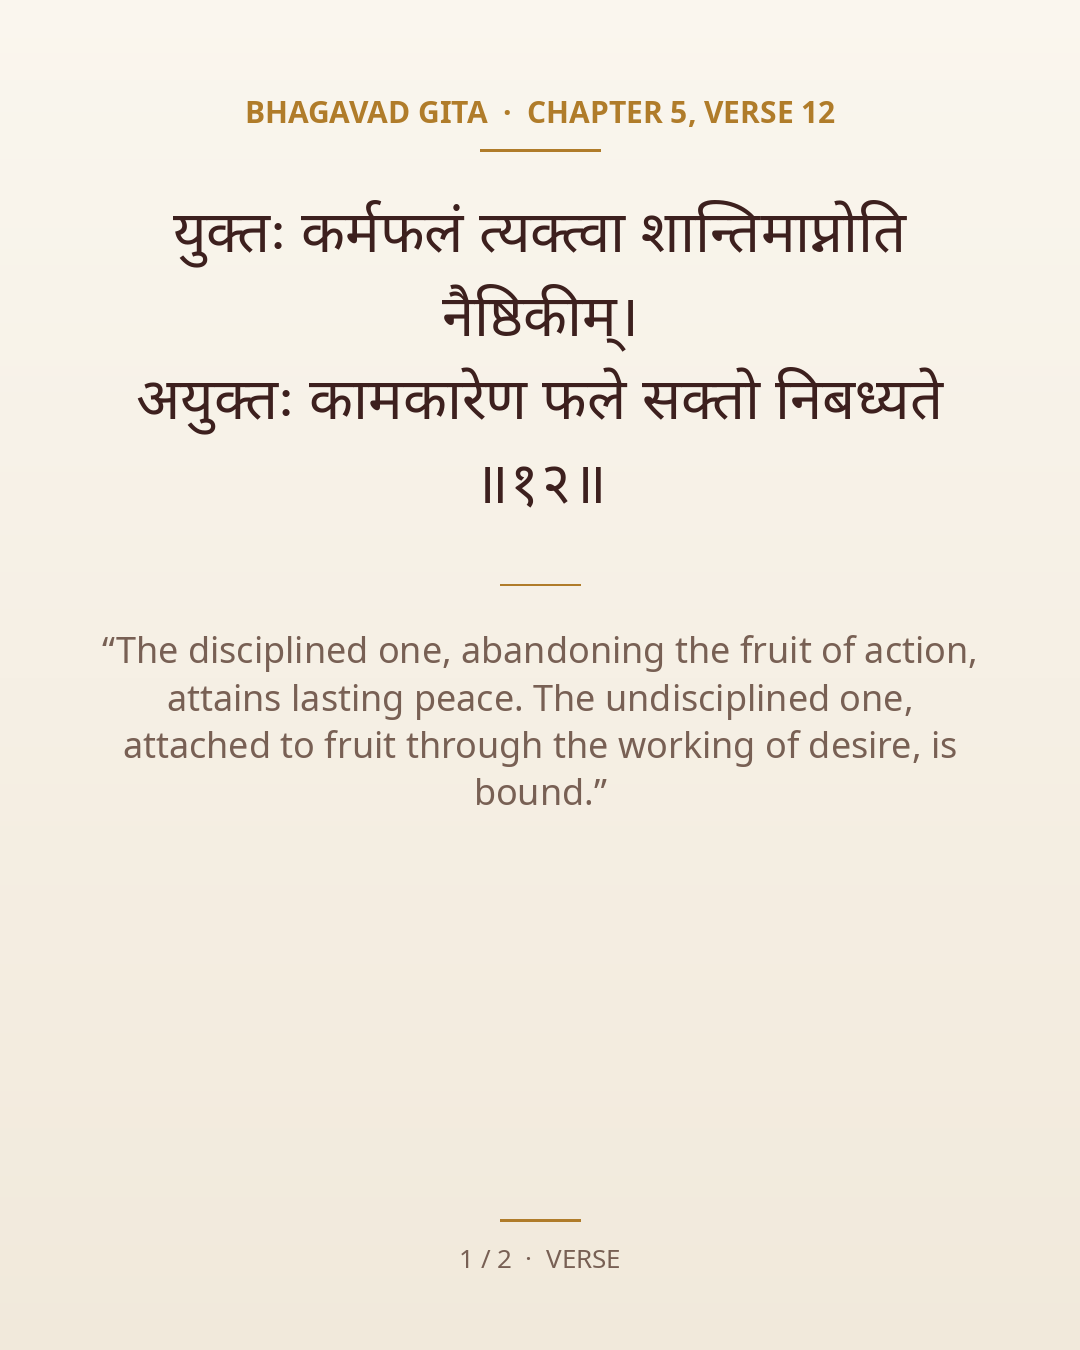 BHAGAVAD GITA · CHAPTER 5, VERSE 12
युक्तः कर्मफलं त्यक्त्वा शान्तिमाप्नोति
नैष्ठिकीम्।
अयुक्तः कामकारेण फले सक्तो निबध्यते
॥१२॥
“The disciplined one, abandoning the fruit of action,
attains lasting peace. The undisciplined one,
attached to fruit through the working of desire, is
bound.”
1 / 2 · VERSE